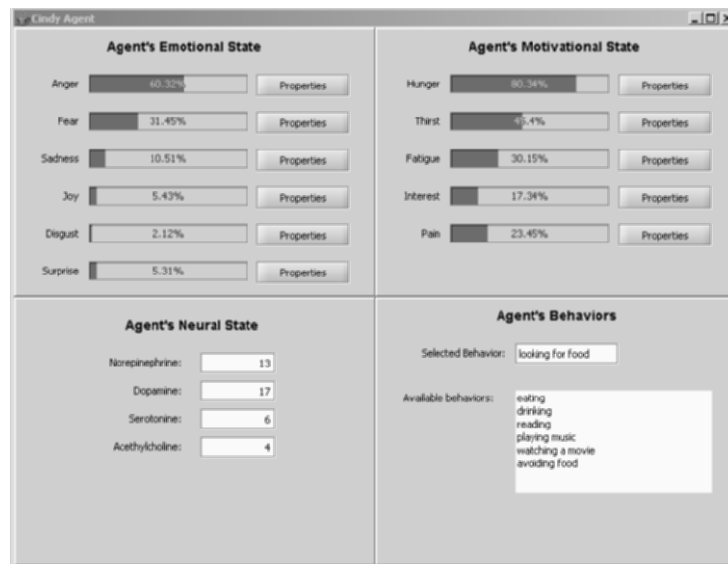 Cindy Agent
Agent's Emotional State
Anger 60.32% Properties
Fear 31.45% Properties
Sadness 10.51% Properties
Joy 5.43% Properties
Disgust 2.12% Properties
Surprise 5.31% Properties
Agent's Motivational State
Hunger 80.34% Properties
Thirst Properties
Fatigue 30.15% Properties
Interest 17.34% Properties
Pain 23.45% Properties
Agent's Neural State
Norepinephrine: 13
Dopamine: 17
Serotonine: 6
Acethylcholine: 4
Agent's Behaviors
Selected Behavior: looking for food
Available behaviors:
eating
drinking
reading
playing music
watching a movie
avoiding food